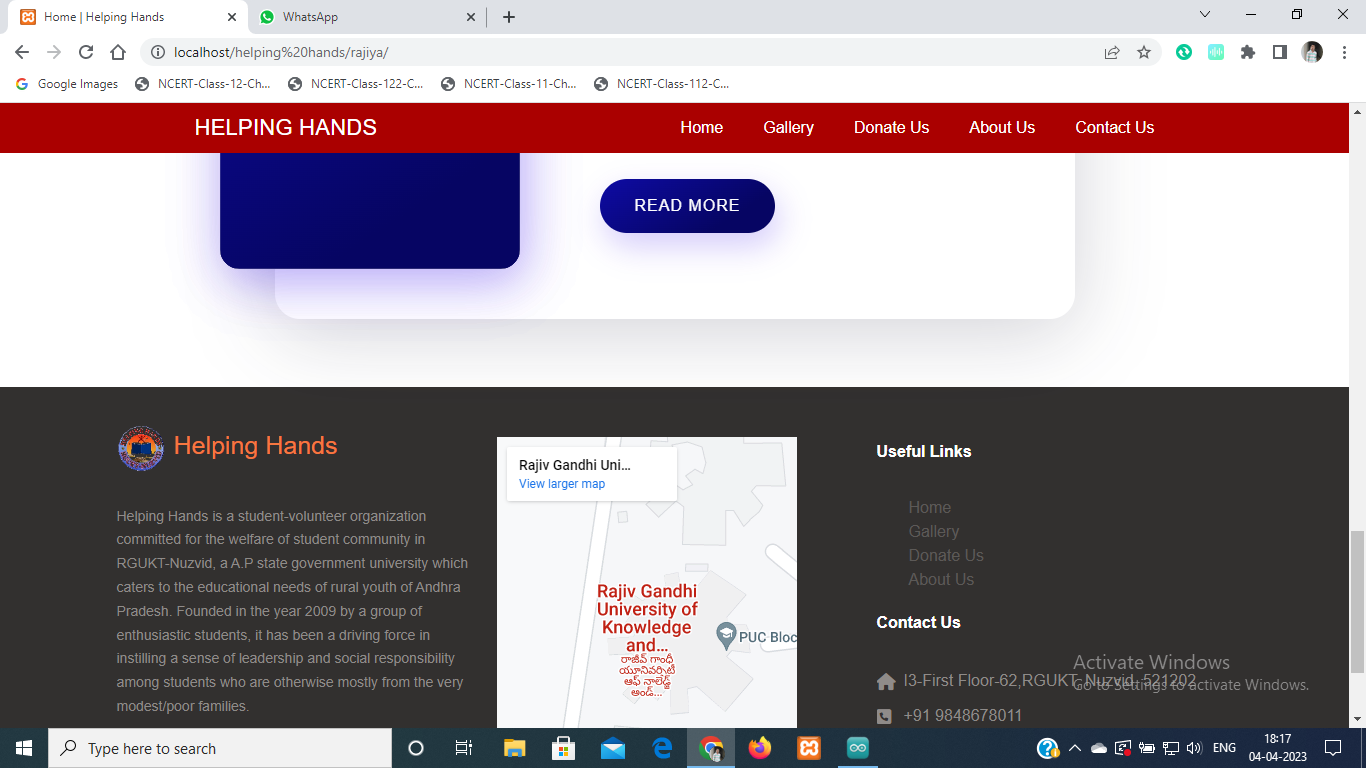 Home | Helping Hands
WhatsApp
localhost/helping%20hands/rajiya/
Google Images
NCERT-Class-12-Ch...
NCERT-Class-122-C...
NCERT-Class-11-Ch...
NCERT-Class-112-C...
HELPING HANDS
Home
Gallery
Donate Us
About Us
Contact Us
READ MORE
Helping Hands
Helping Hands is a student-volunteer organization
committed for the welfare of student community in
RGUKT-Nuzvid, a A.P state government university which
caters to the educational needs of rural youth of Andhra
Pradesh. Founded in the year 2009 by a group of
enthusiastic students, it has been a driving force in
instilling a sense of leadership and social responsibility
among students who are otherwise mostly from the very
modest/poor families.
Rajiv Gandhi Uni...
View larger map
Rajiv Gandhi
University of
Knowledge
and...
రాజీవ్ గాంధీ
యూనివర్సిటీ
ఆఫ్ నాలెడ్జ్
అండ్...
PUC Bloc
Useful Links
Home
Gallery
Donate Us
About Us
Contact Us
I3-First Floor-62,RGUKT, Nuzvid, 521202
+91 9848678011
Activate Windows
Go to Settings to activate Windows.
Type here to search
ENG
18:17
04-04-2023